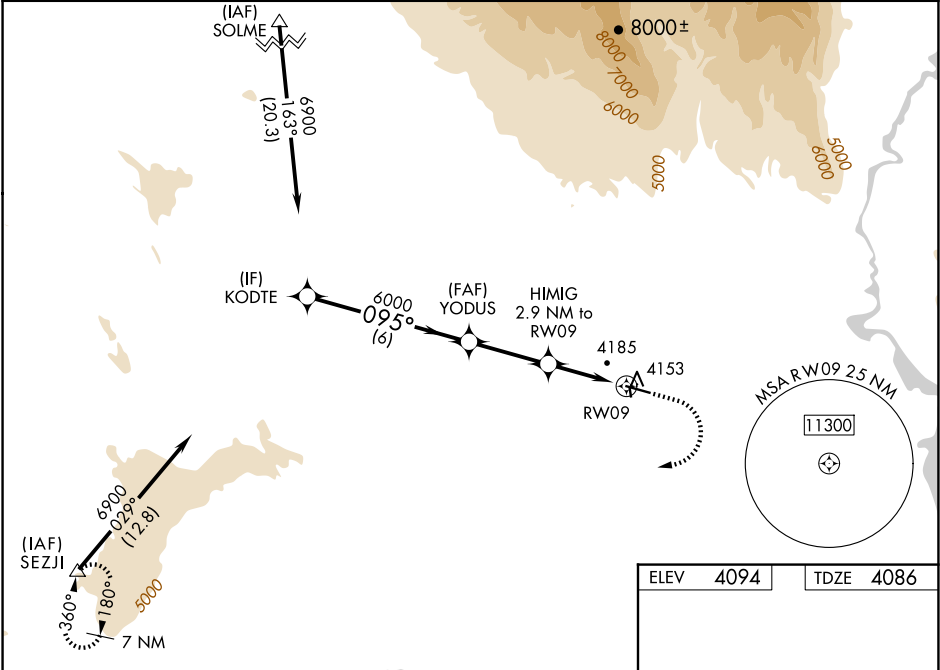 (IAF)
SOLME
8000±
8000
7000
6000
5000
5000
6000
6900
163°
(20.3)
(IF)
KODTE
6000
095°
(6)
(FAF)
YODUS
HIMIG
2.9 NM to
RW09
4185
4153
RW09
MSA RW09 25 NM
11300
6900
029°
(12.8)
(IAF)
SEZJI
360°
180°
5000
7 NM
ELEV 4094
TDZE 4086